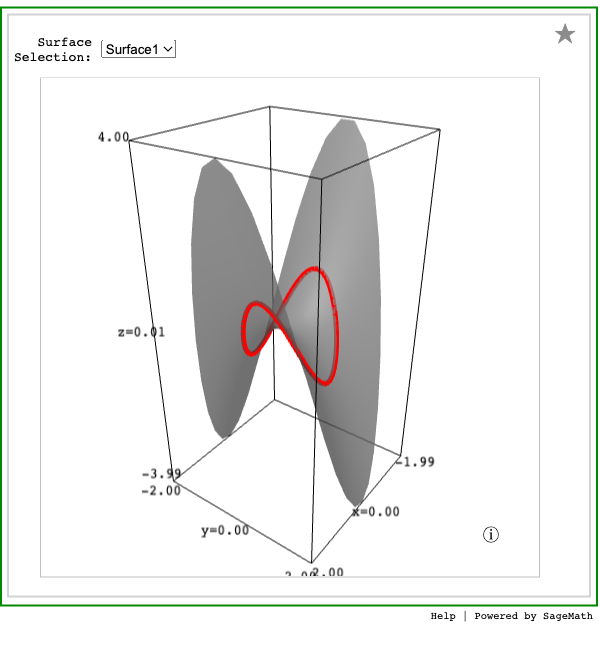 Surface
Selection:
Surface1
4.00
z=0.01
-3.99
-2.00
-1.99
x=0.00
y=0.00
2.00
Help | Powered by SageMath